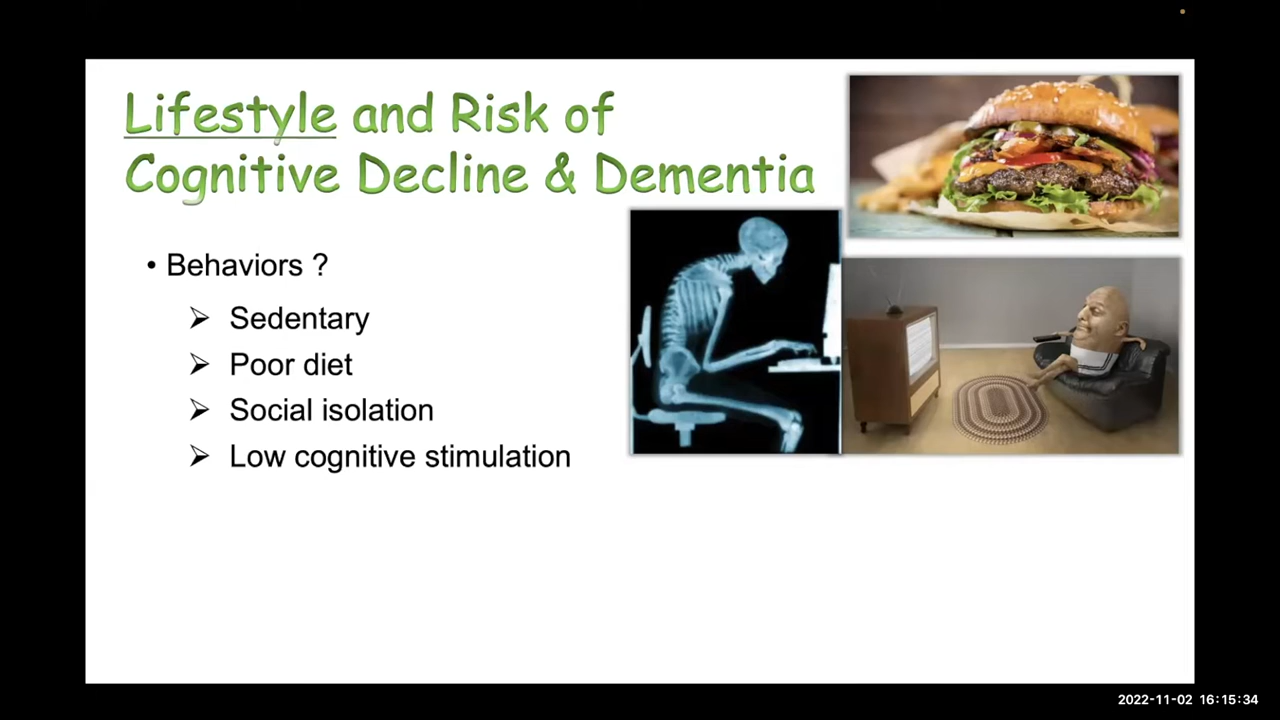 Lifestyle and Risk of
Cognitive Decline & Dementia
• Behaviors ?
➢ Sedentary
➢ Poor diet
➢ Social isolation
➢ Low cognitive stimulation
2022-11-02 16:15:34